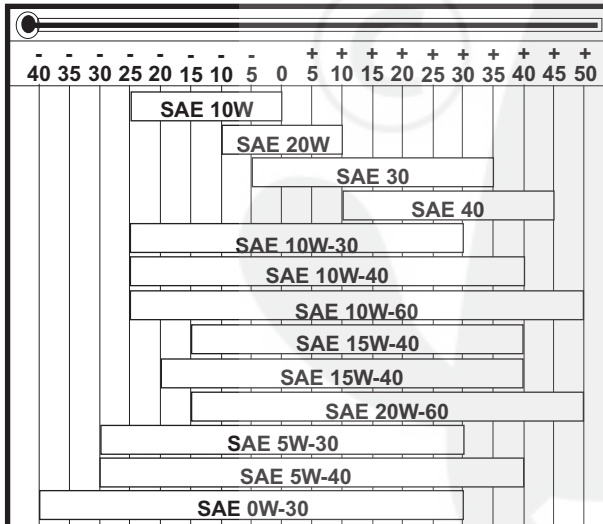 - - - - - - - - + + + + + + + + + +
40 35 30 25 20 15 10 5 0 5 10 15 20 25 30 35 40 45 50
SAE 10W
SAE 20W
SAE 30
SAE 40
SAE 10W-30
SAE 10W-40
SAE 10W-60
SAE 15W-40
SAE 15W-40
SAE 20W-60
SAE 5W-30
SAE 5W-40
SAE 0W-30